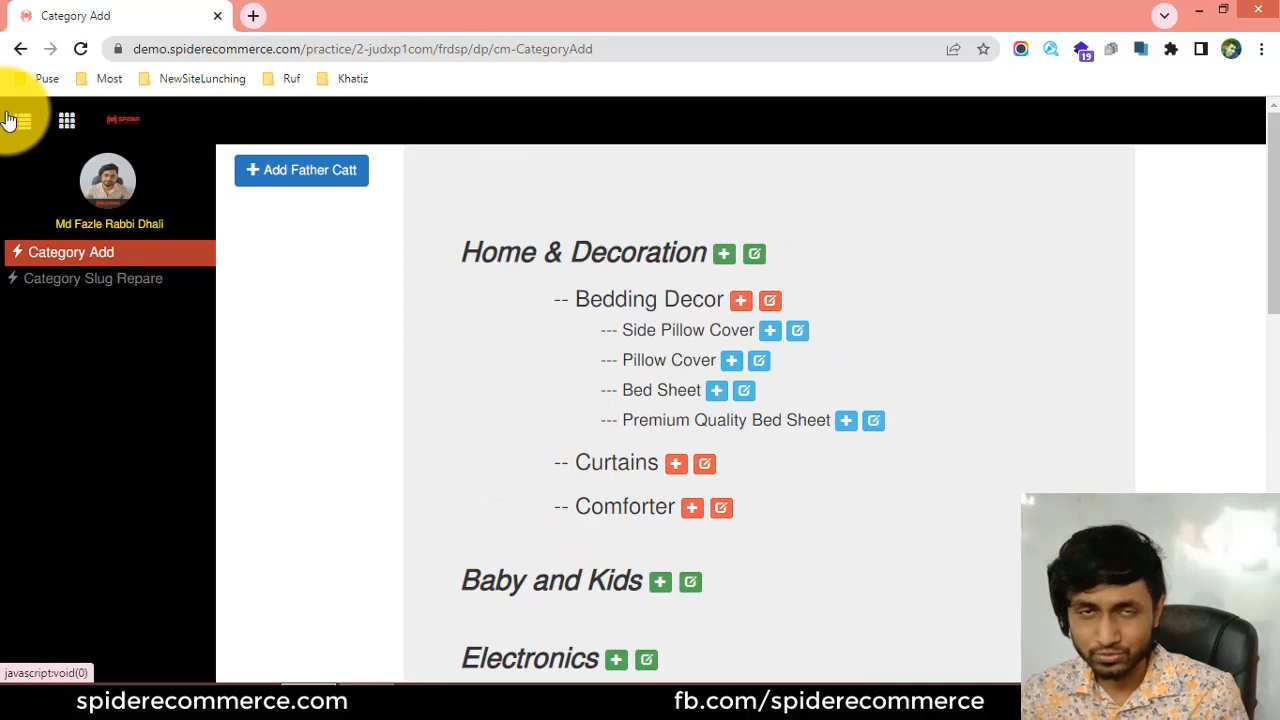 Category Add
demo.spiderecommerce.com/practice/2-judxp1com/frdsp/dp/cm-CategoryAdd
19
Puse
Most
NewSiteLunching
Ruf
Khatiz
SPIDER
Add Father Catt
Md Fazle Rabbi Dhali
Category Add
Category Slug Repare
Home & Decoration
-- Bedding Decor
--- Side Pillow Cover
--- Pillow Cover
--- Bed Sheet
--- Premium Quality Bed Sheet
-- Curtains
-- Comforter
Baby and Kids
Electronics
javascript:void(0)
spiderecommerce.com
fb.com/spiderecommerce